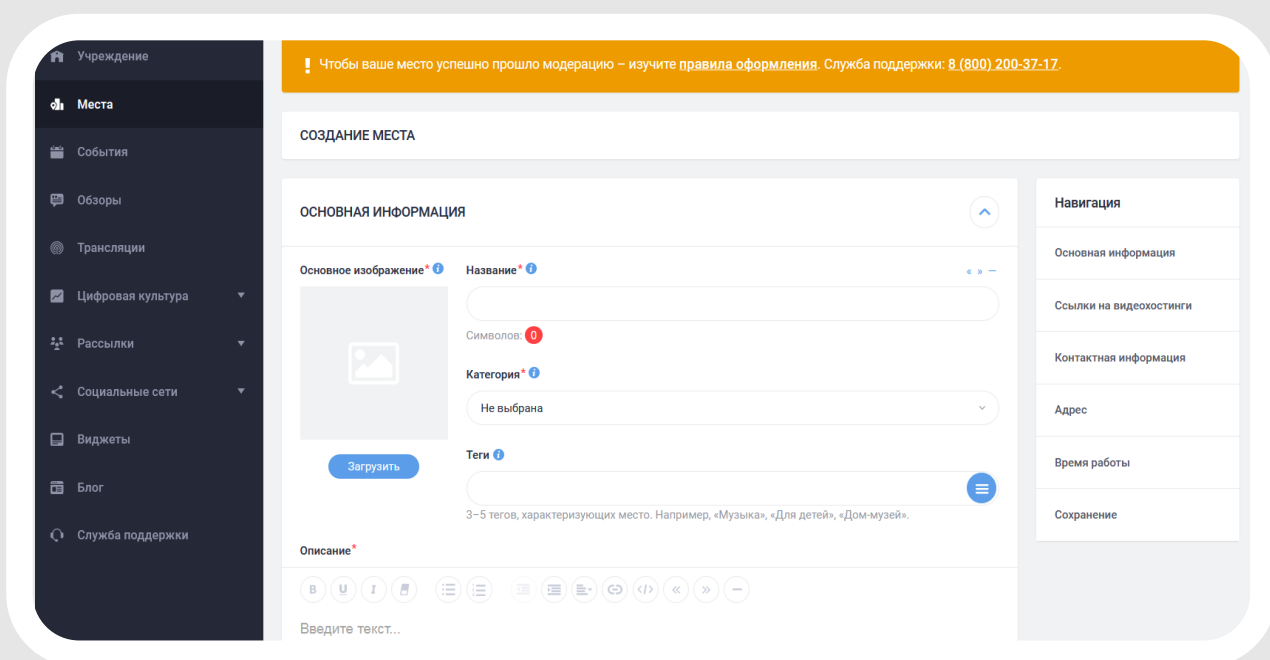 Учреждение
Места
События
Обзоры
Трансляции
Цифровая культура
Рассылки
Социальные сети
Виджеты
Блог
Служба поддержки
! Чтобы ваше место успешно прошло модерацию – изучите правила оформления. Служба поддержки: 8 (800) 200-37-17.
СОЗДАНИЕ МЕСТА
ОСНОВНАЯ ИНФОРМАЦИЯ
Основное изображение* i
Загрузить
Название* i
« » —
Символов: 0
Категория* i
Не выбрана
Теги i
3–5 тегов, характеризующих место. Например, «Музыка», «Для детей», «Дом-музей».
Описание*
B U I </> « » —
Введите текст...
Навигация
Основная информация
Ссылки на видеохостинги
Контактная информация
Адрес
Время работы
Сохранение